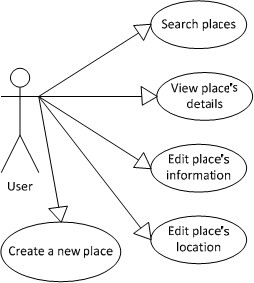 Search places
View place's
details
Edit place's
information
User
Edit place's
location
Create a new place